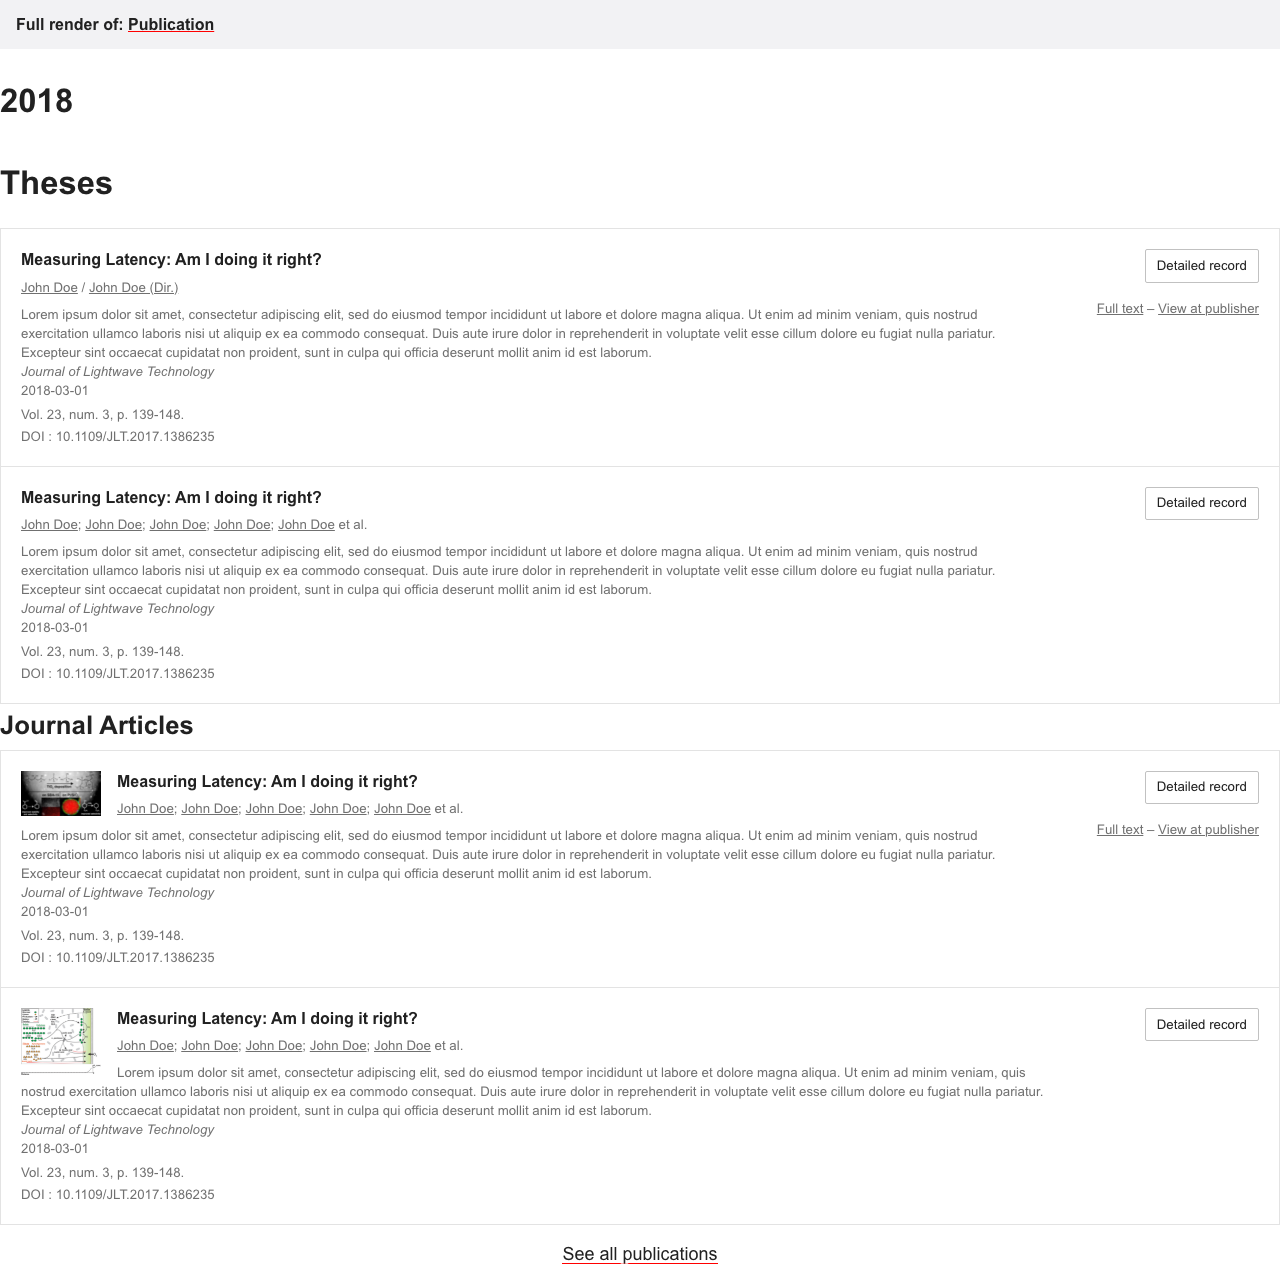 Full render of: Publication
2018
Theses
Measuring Latency: Am I doing it right?
Detailed record
John Doe / John Doe (Dir.)
Full text – View at publisher
Lorem ipsum dolor sit amet, consectetur adipiscing elit, sed do eiusmod tempor incididunt ut labore et dolore magna aliqua. Ut enim ad minim veniam, quis nostrud
exercitation ullamco laboris nisi ut aliquip ex ea commodo consequat. Duis aute irure dolor in reprehenderit in voluptate velit esse cillum dolore eu fugiat nulla pariatur.
Excepteur sint occaecat cupidatat non proident, sunt in culpa qui officia deserunt mollit anim id est laborum.
Journal of Lightwave Technology
2018-03-01
Vol. 23, num. 3, p. 139-148.
DOI : 10.1109/JLT.2017.1386235
Measuring Latency: Am I doing it right?
Detailed record
John Doe; John Doe; John Doe; John Doe; John Doe et al.
Lorem ipsum dolor sit amet, consectetur adipiscing elit, sed do eiusmod tempor incididunt ut labore et dolore magna aliqua. Ut enim ad minim veniam, quis nostrud
exercitation ullamco laboris nisi ut aliquip ex ea commodo consequat. Duis aute irure dolor in reprehenderit in voluptate velit esse cillum dolore eu fugiat nulla pariatur.
Excepteur sint occaecat cupidatat non proident, sunt in culpa qui officia deserunt mollit anim id est laborum.
Journal of Lightwave Technology
2018-03-01
Vol. 23, num. 3, p. 139-148.
DOI : 10.1109/JLT.2017.1386235
Journal Articles
Measuring Latency: Am I doing it right?
Detailed record
John Doe; John Doe; John Doe; John Doe; John Doe et al.
Full text – View at publisher
Lorem ipsum dolor sit amet, consectetur adipiscing elit, sed do eiusmod tempor incididunt ut labore et dolore magna aliqua. Ut enim ad minim veniam, quis nostrud
exercitation ullamco laboris nisi ut aliquip ex ea commodo consequat. Duis aute irure dolor in reprehenderit in voluptate velit esse cillum dolore eu fugiat nulla pariatur.
Excepteur sint occaecat cupidatat non proident, sunt in culpa qui officia deserunt mollit anim id est laborum.
Journal of Lightwave Technology
2018-03-01
Vol. 23, num. 3, p. 139-148.
DOI : 10.1109/JLT.2017.1386235
Measuring Latency: Am I doing it right?
Detailed record
John Doe; John Doe; John Doe; John Doe; John Doe et al.
Lorem ipsum dolor sit amet, consectetur adipiscing elit, sed do eiusmod tempor incididunt ut labore et dolore magna aliqua. Ut enim ad minim veniam, quis
nostrud exercitation ullamco laboris nisi ut aliquip ex ea commodo consequat. Duis aute irure dolor in reprehenderit in voluptate velit esse cillum dolore eu fugiat nulla pariatur.
Excepteur sint occaecat cupidatat non proident, sunt in culpa qui officia deserunt mollit anim id est laborum.
Journal of Lightwave Technology
2018-03-01
Vol. 23, num. 3, p. 139-148.
DOI : 10.1109/JLT.2017.1386235
See all publications